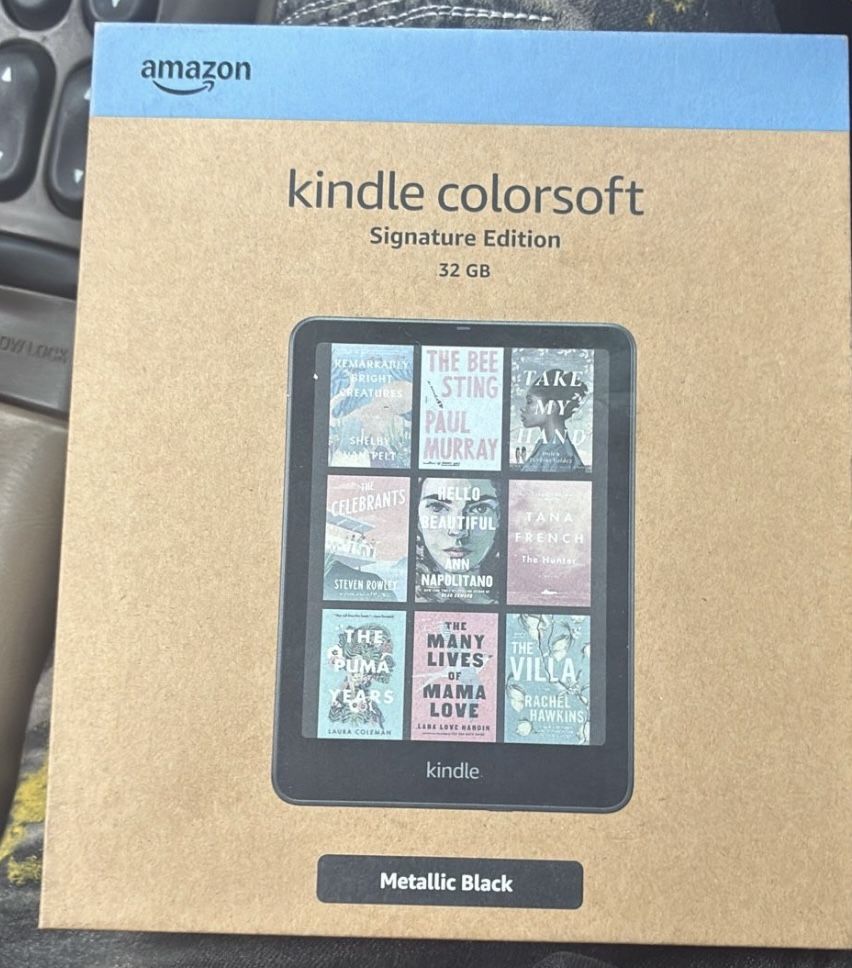 amazon
kindle colorsoft
Signature Edition
32 GB
REMARKABLY
BRIGHT
CREATURES
SHELBY
VAN PELT
THE BEE
STING
PAUL
MURRAY
TAKE
MY
HAND
THE
CELEBRANTS
STEVEN ROWLEY
HELLO
BEAUTIFUL
ANN
NAPOLITANO
TANA
FRENCH
The Hunter
THE
PUMA
YEARS
LAURA COLEMAN
THE
MANY
LIVES
OF
MAMA
LOVE
LARA LOVE HARDIN
THE
VILLA
RACHEL
HAWKINS
kindle
Metallic Black